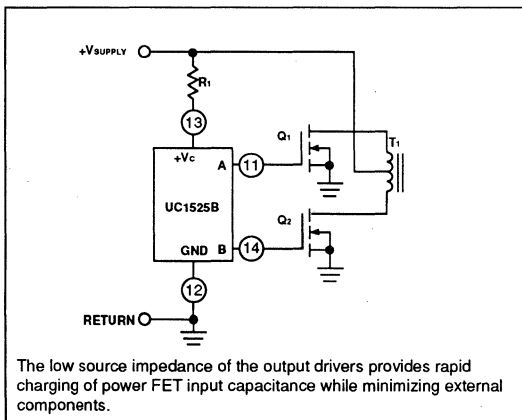 +VSUPPLY
R1
13
+VC
A
11
Q1
T1
UC1525B
Q2
GND
B
14
12
RETURN
The low source impedance of the output drivers provides rapid
charging of power FET input capacitance while minimizing external
components.